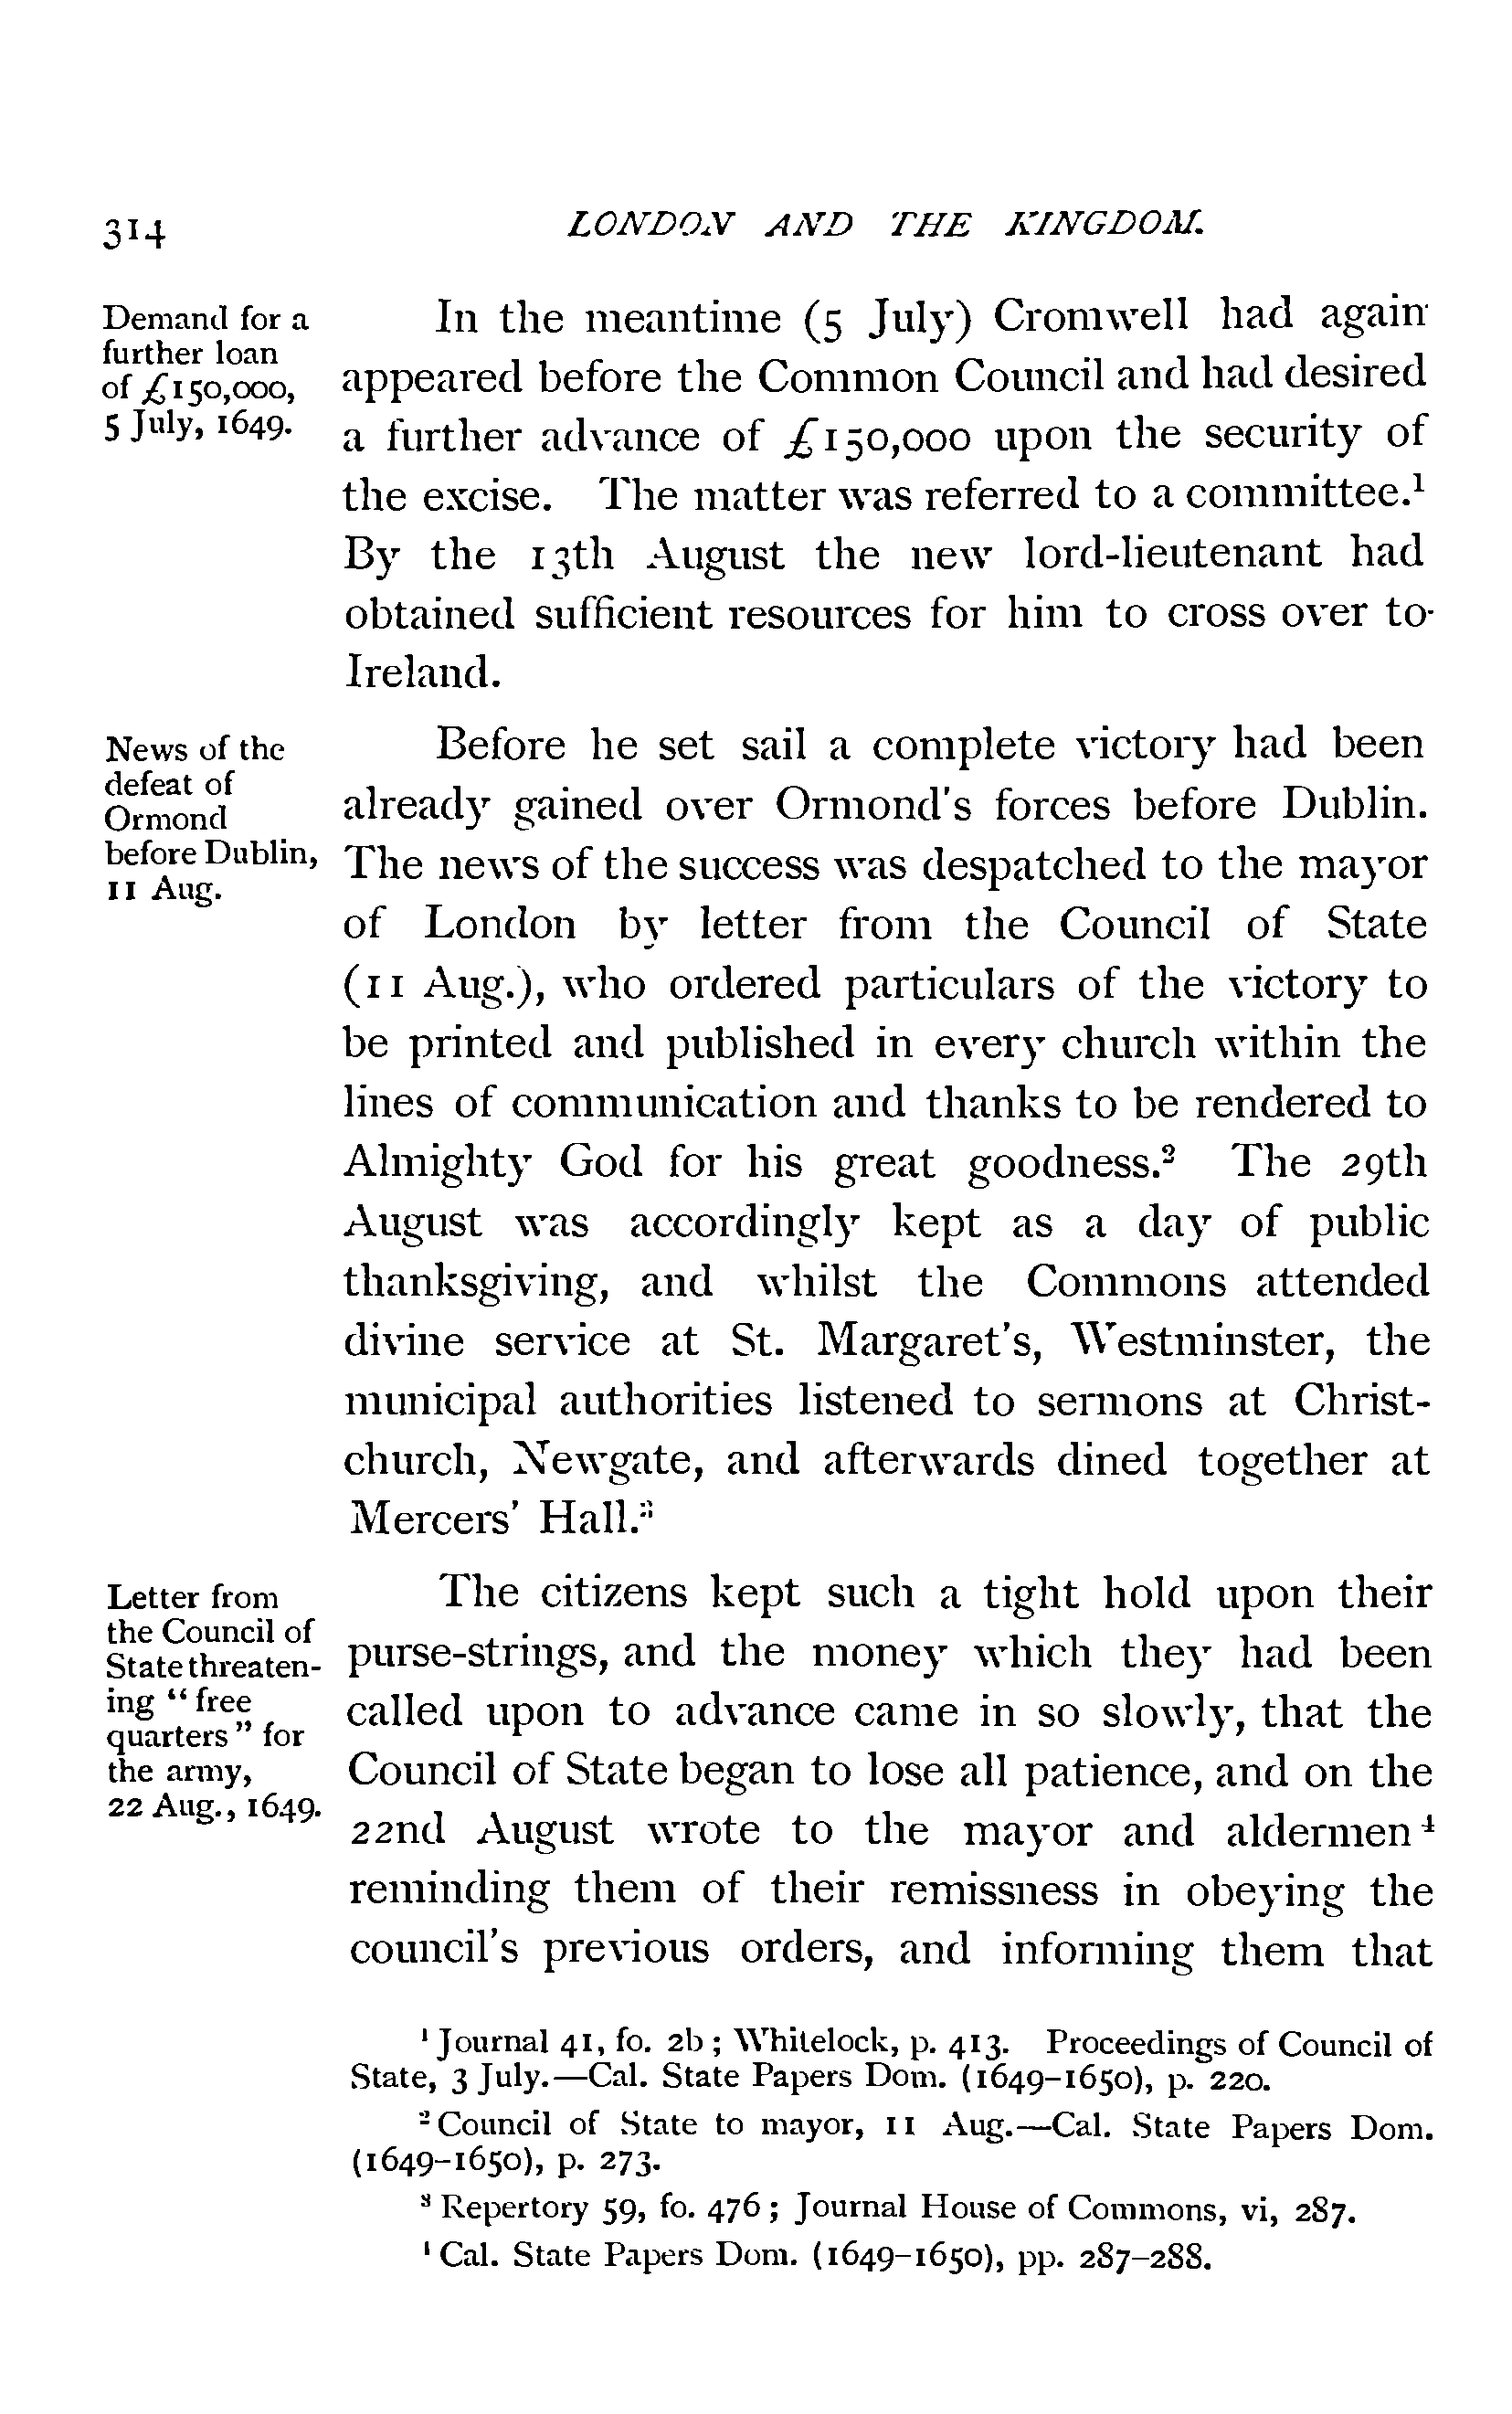 314 LONDON AND THE KINGDOM.
Demand for a
further loan
of £150,000,
5 July, 1649.
In the meantime (5 July) Cromwell had again
appeared before the Common Council and had desired
a further advance of £150,000 upon the security of
the excise. The matter was referred to a committee.¹
By the 13th August the new lord-lieutenant had
obtained sufficient resources for him to cross over to
Ireland.
News of the
defeat of
Ormond
before Dublin,
11 Aug.
Before he set sail a complete victory had been
already gained over Ormond's forces before Dublin.
The news of the success was despatched to the mayor
of London by letter from the Council of State
(11 Aug.), who ordered particulars of the victory to
be printed and published in every church within the
lines of communication and thanks to be rendered to
Almighty God for his great goodness.² The 29th
August was accordingly kept as a day of public
thanksgiving, and whilst the Commons attended
divine service at St. Margaret's, Westminster, the
municipal authorities listened to sermons at Christ-
church, Newgate, and afterwards dined together at
Mercers' Hall.³
Letter from
the Council of
State threaten-
ing "free
quarters" for
the army,
22 Aug., 1649.
The citizens kept such a tight hold upon their
purse-strings, and the money which they had been
called upon to advance came in so slowly, that the
Council of State began to lose all patience, and on the
22nd August wrote to the mayor and aldermen⁴
reminding them of their remissness in obeying the
council's previous orders, and informing them that
¹ Journal 41, fo. 2b; Whitelock, p. 413. Proceedings of Council of
State, 3 July.—Cal. State Papers Dom. (1649-1650), p. 220.
² Council of State to mayor, 11 Aug.—Cal. State Papers Dom.
(1649-1650), p. 273.
³ Repertory 59, fo. 476; Journal House of Commons, vi, 287.
⁴ Cal. State Papers Dom. (1649-1650), pp. 287-288.